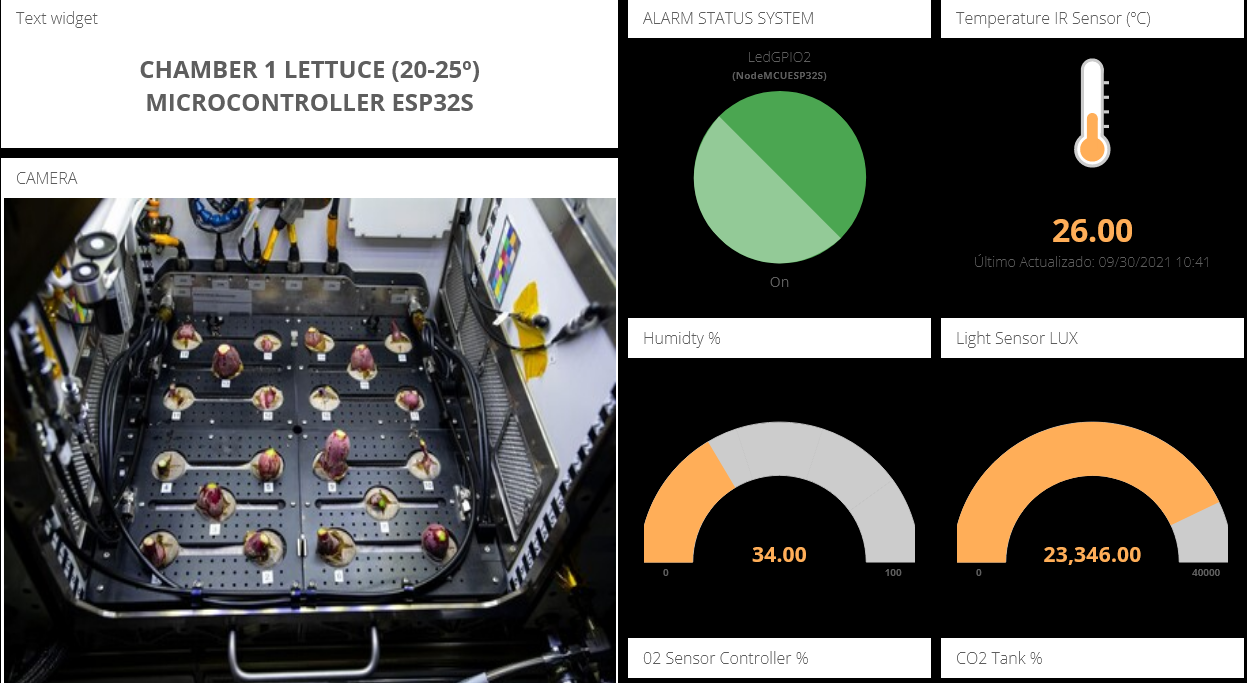 Text widget
CHAMBER 1 LETTUCE (20-25º)
MICROCONTROLLER ESP32S
CAMERA
ALARM STATUS SYSTEM
LedGPIO2
(NodeMCUESP32S)
On
Temperature IR Sensor (ºC)
26.00
Último Actualizado: 09/30/2021 10:41
Humidty %
34.00
0 100
Light Sensor LUX
23,346.00
0 40000
02 Sensor Controller %
CO2 Tank %